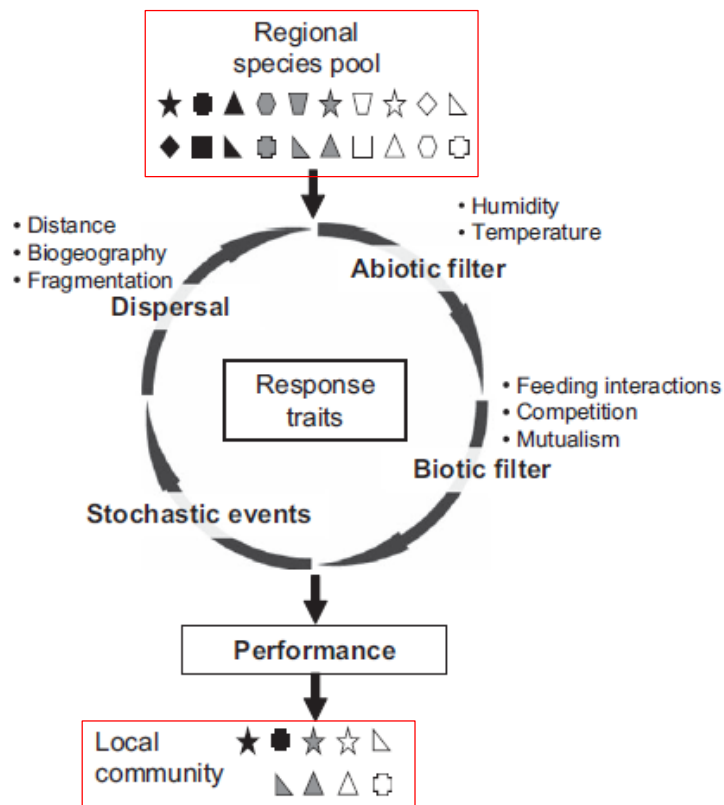 Regional
species pool
• Humidity
• Temperature
• Distance
• Biogeography
• Fragmentation
Abiotic filter
Dispersal
Response
traits
• Feeding interactions
• Competition
• Mutualism
Biotic filter
Stochastic events
Performance
Local
community